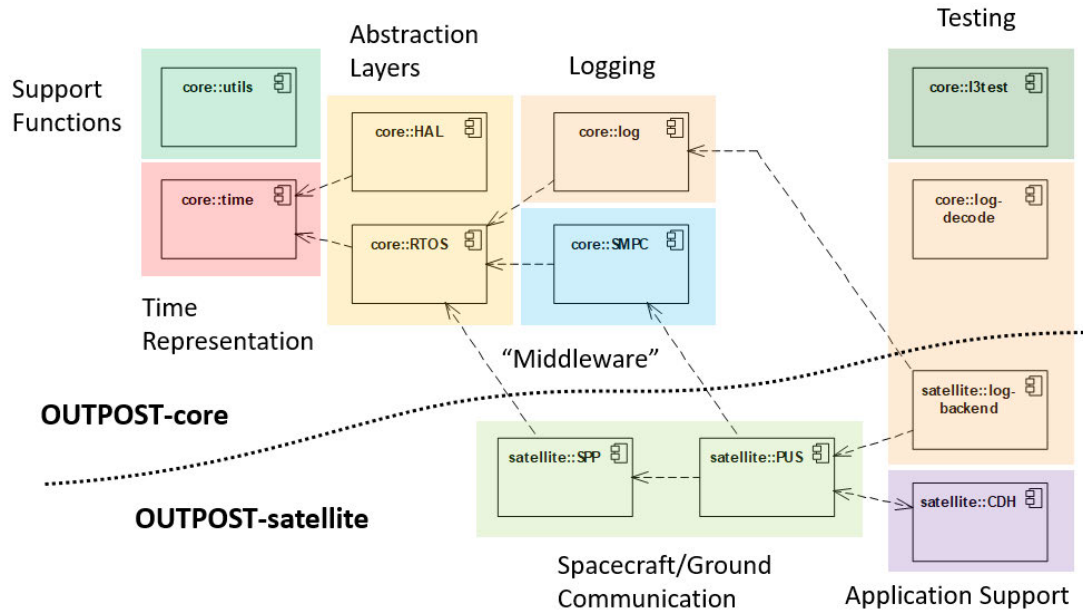 Testing
Abstraction
Layers
Logging
Support
Functions
core::utils
core::HAL
core::log
core::l3test
core::time
core::RTOS
core::SMPC
core::log-
decode
Time
Representation
“Middleware”
OUTPOST-core
satellite::log-
backend
satellite::SPP
satellite::PUS
satellite::CDH
OUTPOST-satellite
Spacecraft/Ground
Communication
Application Support